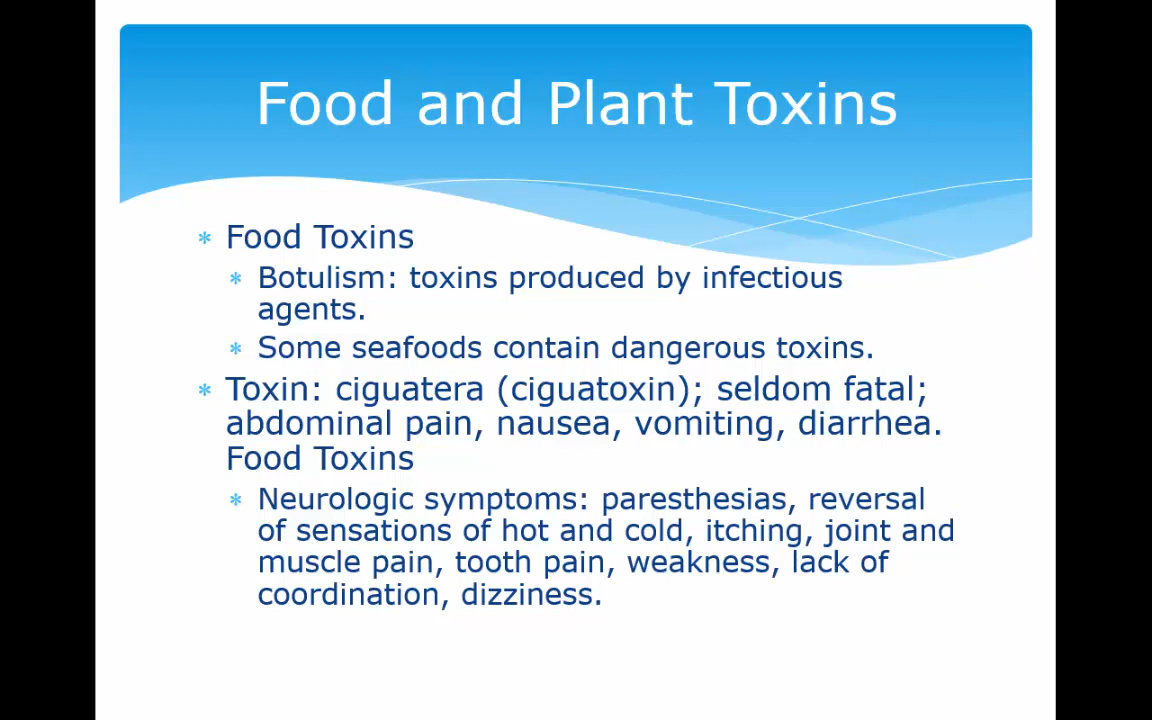 Food and Plant Toxins
* Food Toxins
* Botulism: toxins produced by infectious
agents.
* Some seafoods contain dangerous toxins.
* Toxin: ciguatera (ciguatoxin); seldom fatal;
abdominal pain, nausea, vomiting, diarrhea.
Food Toxins
* Neurologic symptoms: paresthesias, reversal
of sensations of hot and cold, itching, joint and
muscle pain, tooth pain, weakness, lack of
coordination, dizziness.